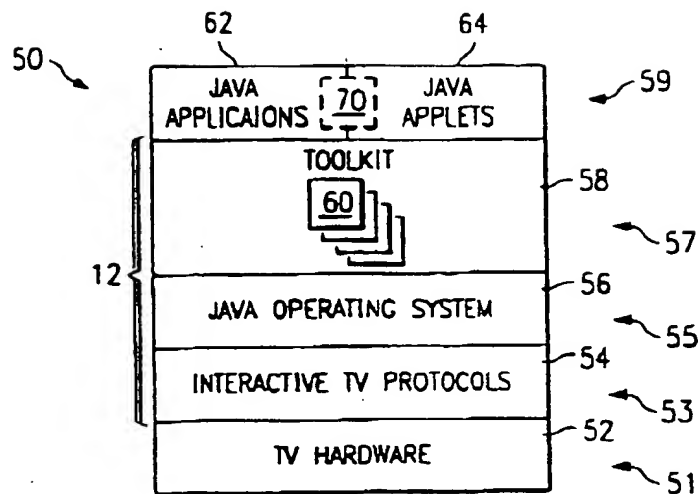 62
64
50
JAVA APPLICAIONS
70
JAVA APPLETS
59
TOOLKIT
60
58
57
12
56
JAVA OPERATING SYSTEM
55
54
INTERACTIVE TV PROTOCOLS
53
52
TV HARDWARE
51